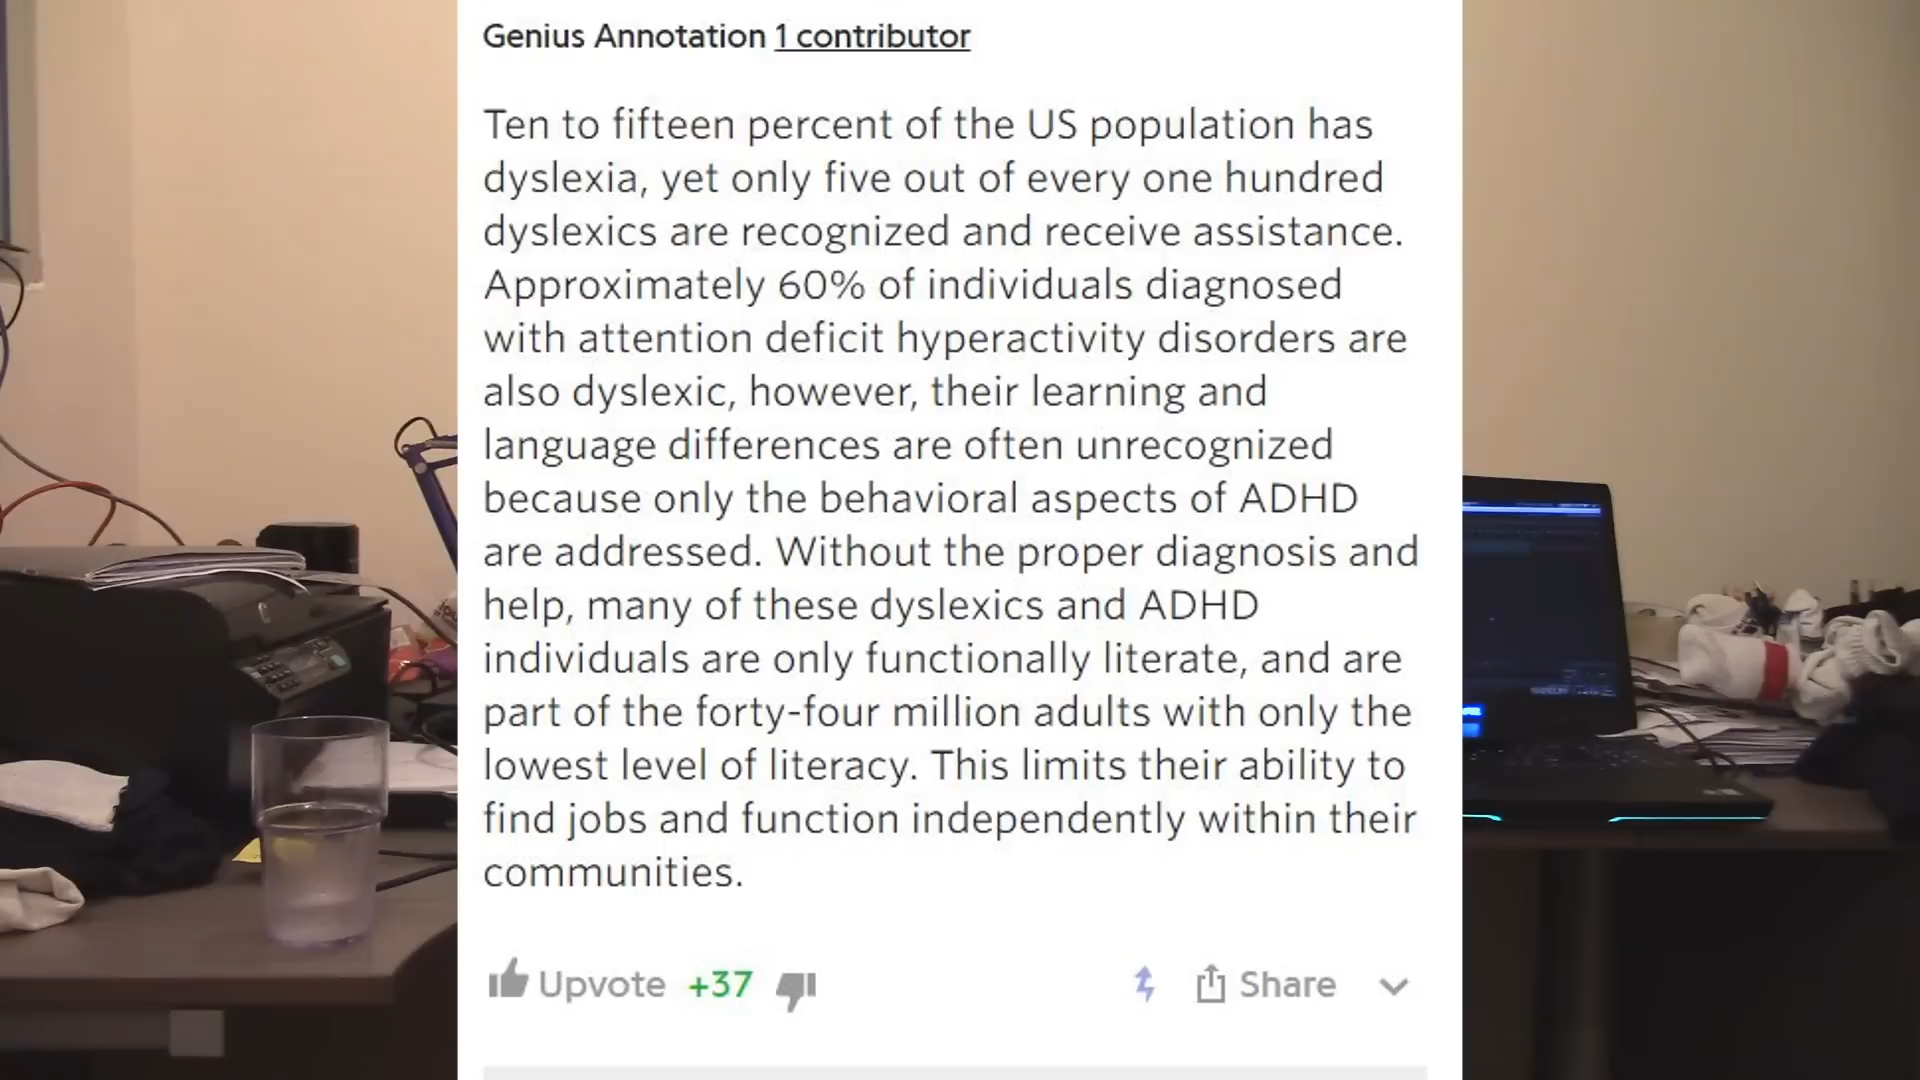 Genius Annotation 1 contributor
Ten to fifteen percent of the US population has
dyslexia, yet only five out of every one hundred
dyslexics are recognized and receive assistance.
Approximately 60% of individuals diagnosed
with attention deficit hyperactivity disorders are
also dyslexic, however, their learning and
language differences are often unrecognized
because only the behavioral aspects of ADHD
are addressed. Without the proper diagnosis and
help, many of these dyslexics and ADHD
individuals are only functionally literate, and are
part of the forty-four million adults with only the
lowest level of literacy. This limits their ability to
find jobs and function independently within their
communities.
Upvote +37 Share